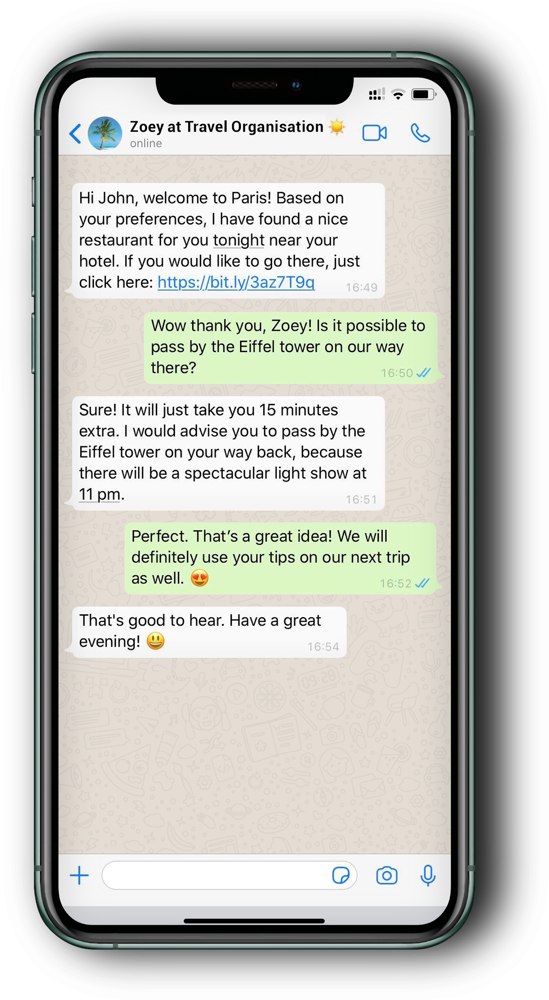 Zoey at Travel Organisation ☀️
online
Hi John, welcome to Paris! Based on
your preferences, I have found a nice
restaurant for you tonight near your
hotel. If you would like to go there, just
click here: https://bit.ly/3az7T9q 16:49
Wow thank you, Zoey! Is it possible to
pass by the Eiffel tower on our way
there? 16:50
Sure! It will just take you 15 minutes
extra. I would advise you to pass by the
Eiffel tower on your way back, because
there will be a spectacular light show at
11 pm. 16:51
Perfect. That’s a great idea! We will
definitely use your tips on our next trip
as well. 😍 16:52
That's good to hear. Have a great
evening! 😃 16:54
09:28